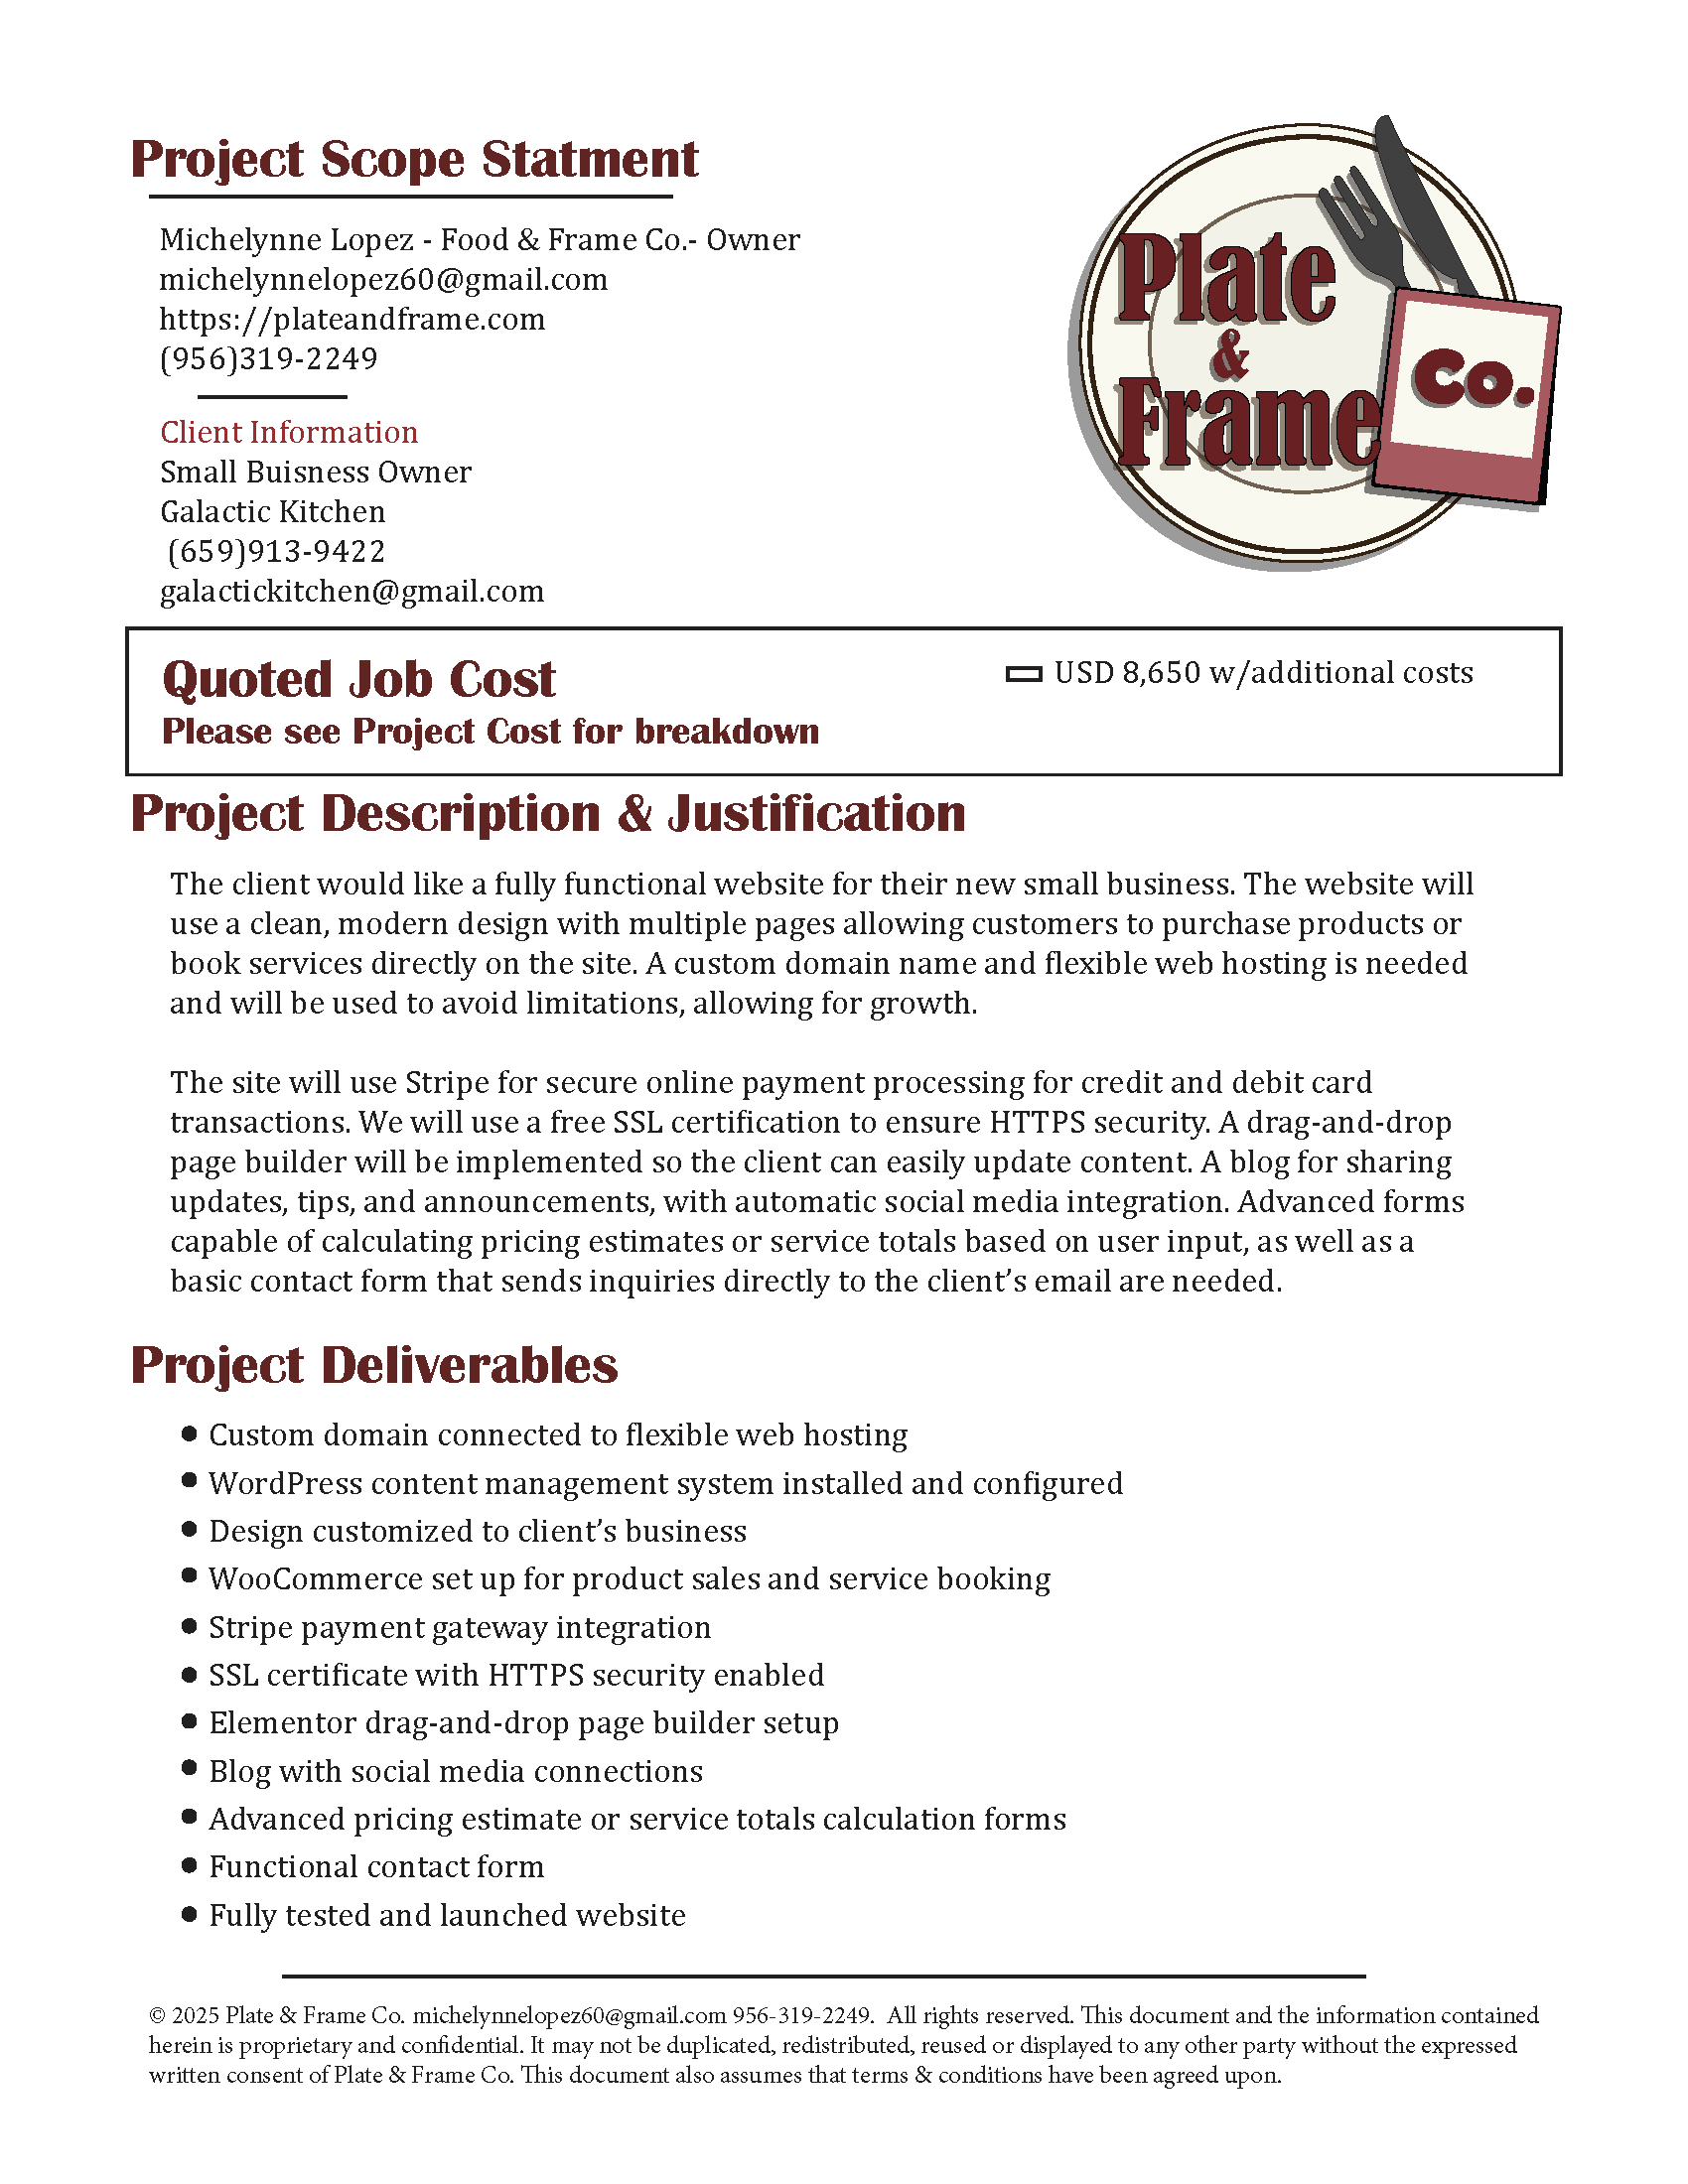 Project Scope Statment
Michelynne Lopez - Food & Frame Co.- Owner
michelynnelopez60@gmail.com
https://plateandframe.com
(956)319-2249
Plate
&
Frame
Co.
Client Information
Small Buisness Owner
Galactic Kitchen
(659)913-9422
galactickitchen@gmail.com
Quoted Job Cost
USD 8,650 w/additional costs
Please see Project Cost for breakdown
Project Description & Justification
The client would like a fully functional website for their new small business. The website will
use a clean, modern design with multiple pages allowing customers to purchase products or
book services directly on the site. A custom domain name and flexible web hosting is needed
and will be used to avoid limitations, allowing for growth.
The site will use Stripe for secure online payment processing for credit and debit card
transactions. We will use a free SSL certification to ensure HTTPS security. A drag-and-drop
page builder will be implemented so the client can easily update content. A blog for sharing
updates, tips, and announcements, with automatic social media integration. Advanced forms
capable of calculating pricing estimates or service totals based on user input, as well as a
basic contact form that sends inquiries directly to the client’s email are needed.
Project Deliverables
• Custom domain connected to flexible web hosting
• WordPress content management system installed and configured
• Design customized to client’s business
• WooCommerce set up for product sales and service booking
• Stripe payment gateway integration
• SSL certificate with HTTPS security enabled
• Elementor drag-and-drop page builder setup
• Blog with social media connections
• Advanced pricing estimate or service totals calculation forms
• Functional contact form
• Fully tested and launched website
© 2025 Plate & Frame Co. michelynnelopez60@gmail.com 956-319-2249.  All rights reserved. This document and the information contained
herein is proprietary and confidential. It may not be duplicated, redistributed, reused or displayed to any other party without the expressed
written consent of Plate & Frame Co. This document also assumes that terms & conditions have been agreed upon.